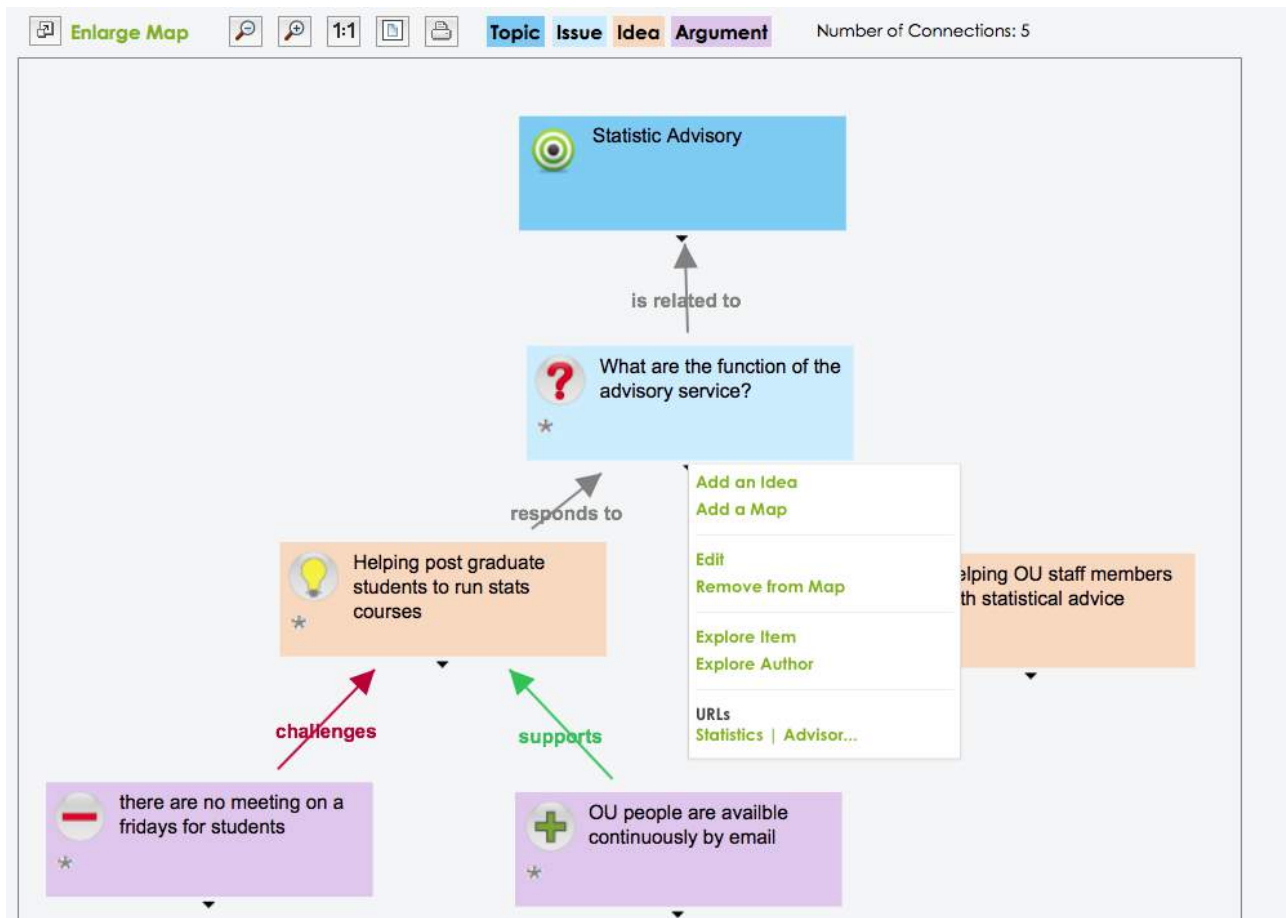 Enlarge Map 1:1 Topic Issue Idea Argument Number of Connections: 5
Statistic Advisory
is related to
What are the function of the
advisory service?
responds to
Add an Idea
Add a Map
Edit
Remove from Map
Explore Item
Explore Author
URLs
Statistics | Advisor...
Helping post graduate
students to run stats
courses
elping OU staff members
th statistical advice
challenges
supports
there are no meeting on a
fridays for students
OU people are availble
continuously by email